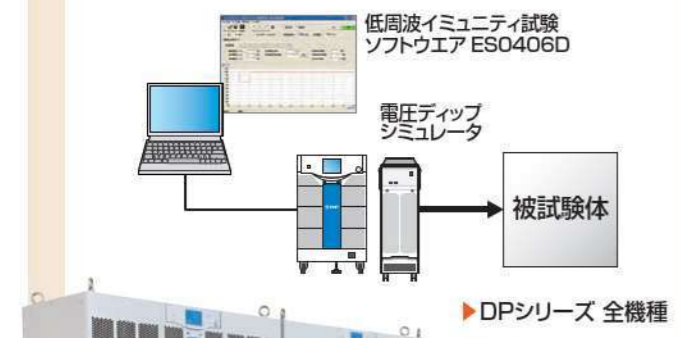 低周波イミュニティ試験
ソフトウエア ES0406D
電圧ディップ
シミュレータ
被試験体
▶DPシリーズ 全機種